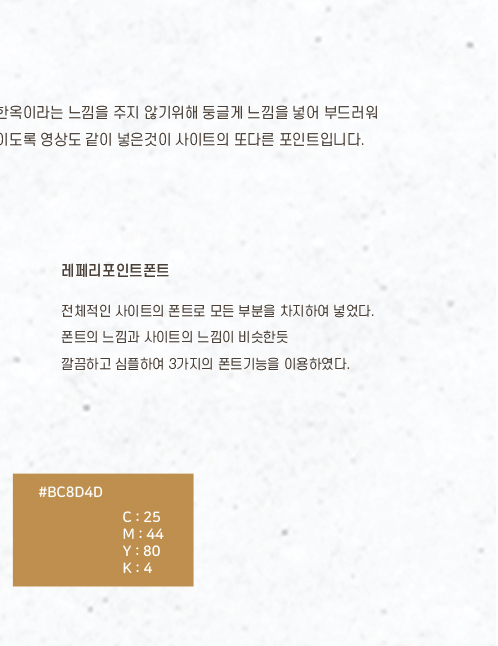 한옥이라는 느낌을 주지 않기위해 둥글게 느낌을 넣어 부드러워
이도록 영상도 같이 넣은것이 사이트의 또다른 포인트입니다.
레페리포인트폰트
전체적인 사이트의 폰트로 모든 부분을 차지하여 넣었다.
폰트의 느낌과 사이트의 느낌이 비슷한듯
깔끔하고 심플하여 3가지의 폰트기능을 이용하였다.
#BC8D4D
C : 25
M : 44
Y : 80
K : 4